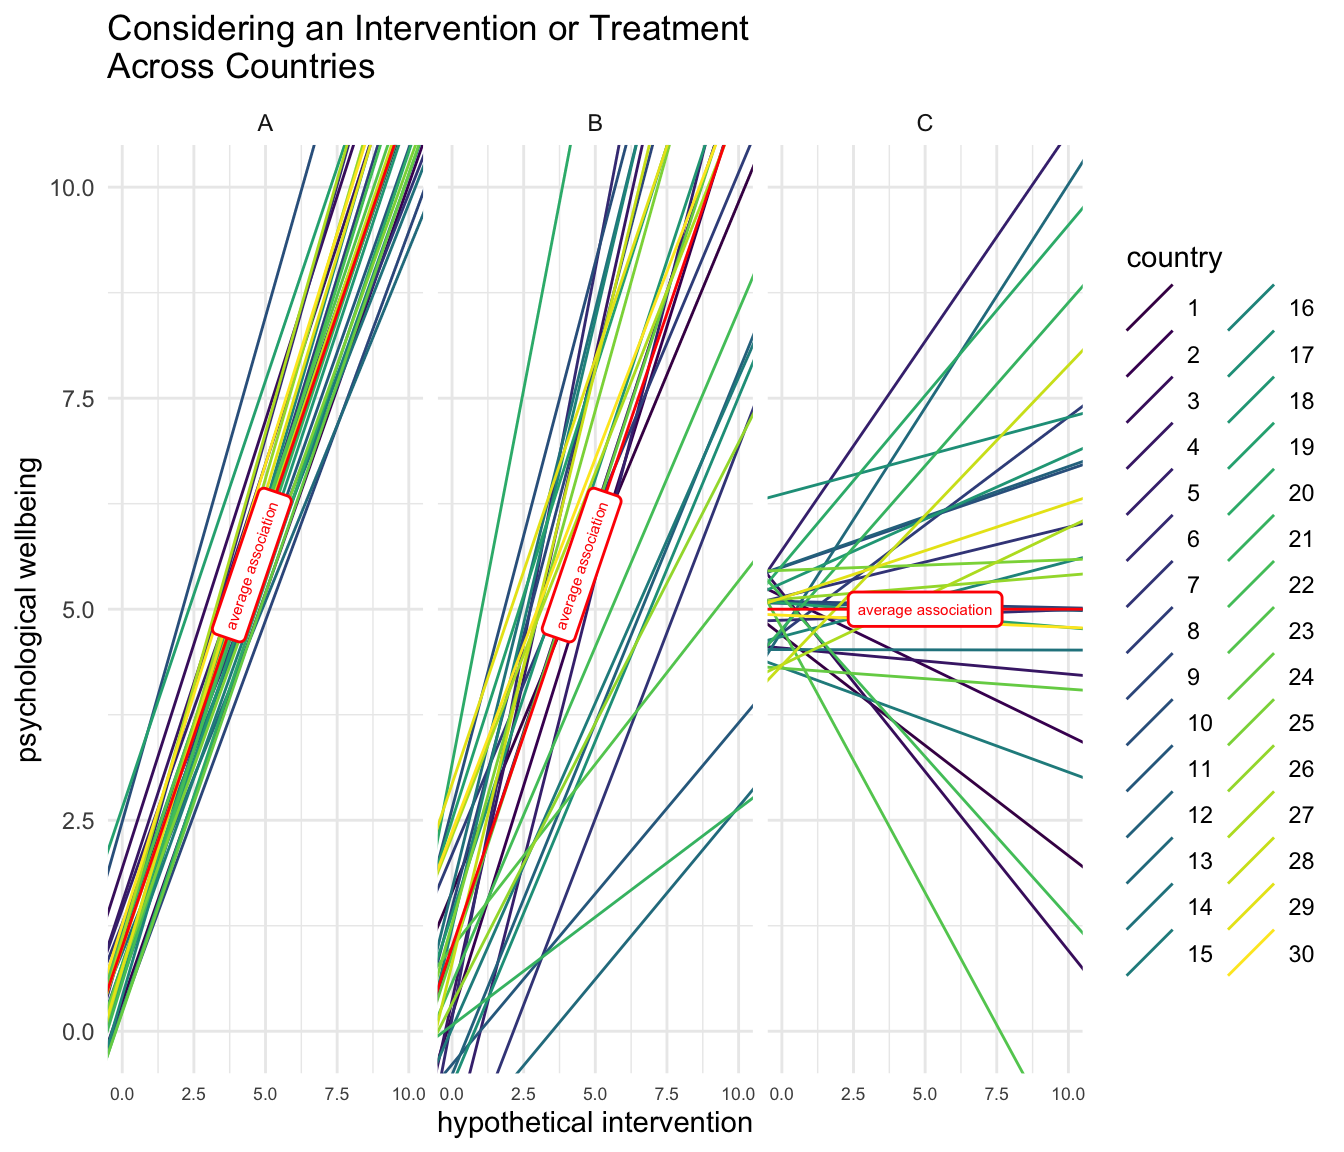 Considering an Intervention or Treatment
Across Countries
A
B
C
psychological wellbeing
10.0
7.5
5.0
2.5
0.0
average association
average association
average association
0.0 2.5 5.0 7.5 10.0
0.0 2.5 5.0 7.5 10.0
0.0 2.5 5.0 7.5 10.0
hypothetical intervention
country
1
2
3
4
5
6
7
8
9
10
11
12
13
14
15
16
17
18
19
20
21
22
23
24
25
26
27
28
29
30